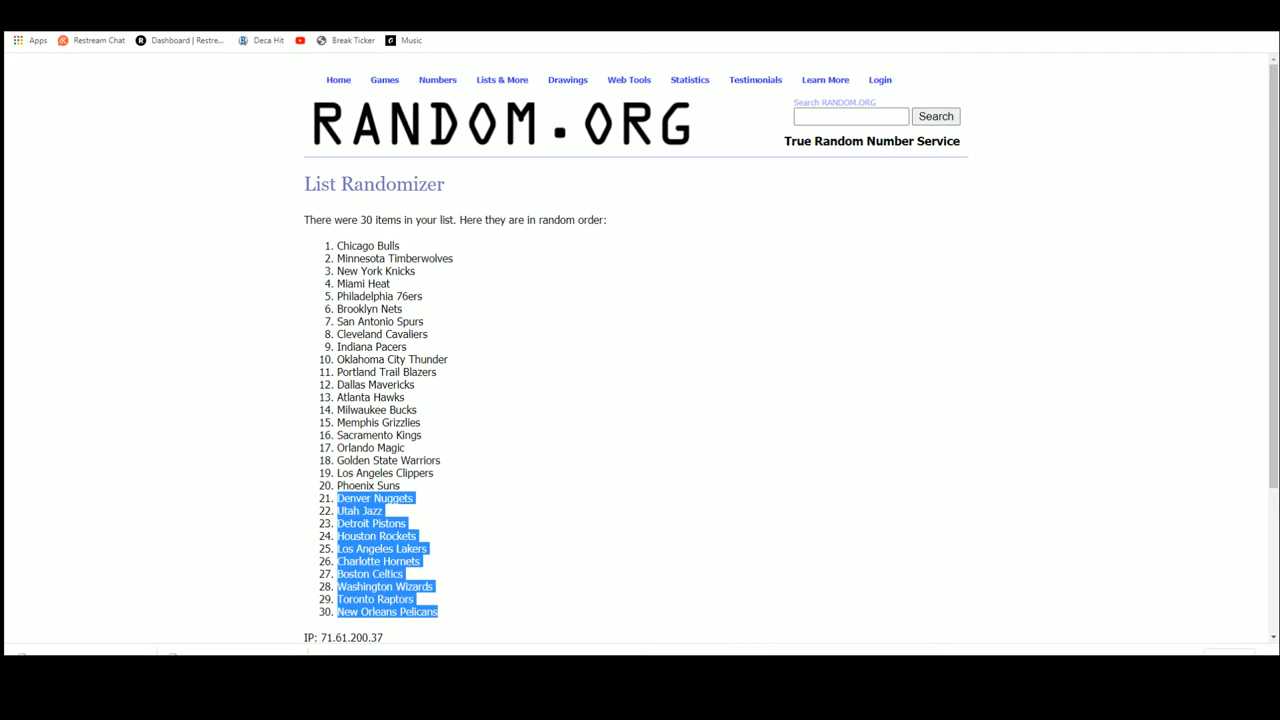 Apps Restream Chat Dashboard | Restre... Deca Hit Break Ticker Music
Home Games Numbers Lists & More Drawings Web Tools Statistics Testimonials Learn More Login
RANDOM.ORG
Search RANDOM.ORG
Search
True Random Number Service
List Randomizer
There were 30 items in your list. Here they are in random order:
1. Chicago Bulls
2. Minnesota Timberwolves
3. New York Knicks
4. Miami Heat
5. Philadelphia 76ers
6. Brooklyn Nets
7. San Antonio Spurs
8. Cleveland Cavaliers
9. Indiana Pacers
10. Oklahoma City Thunder
11. Portland Trail Blazers
12. Dallas Mavericks
13. Atlanta Hawks
14. Milwaukee Bucks
15. Memphis Grizzlies
16. Sacramento Kings
17. Orlando Magic
18. Golden State Warriors
19. Los Angeles Clippers
20. Phoenix Suns
21. Denver Nuggets
22. Utah Jazz
23. Detroit Pistons
24. Houston Rockets
25. Los Angeles Lakers
26. Charlotte Hornets
27. Boston Celtics
28. Washington Wizards
29. Toronto Raptors
30. New Orleans Pelicans
IP: 71.61.200.37